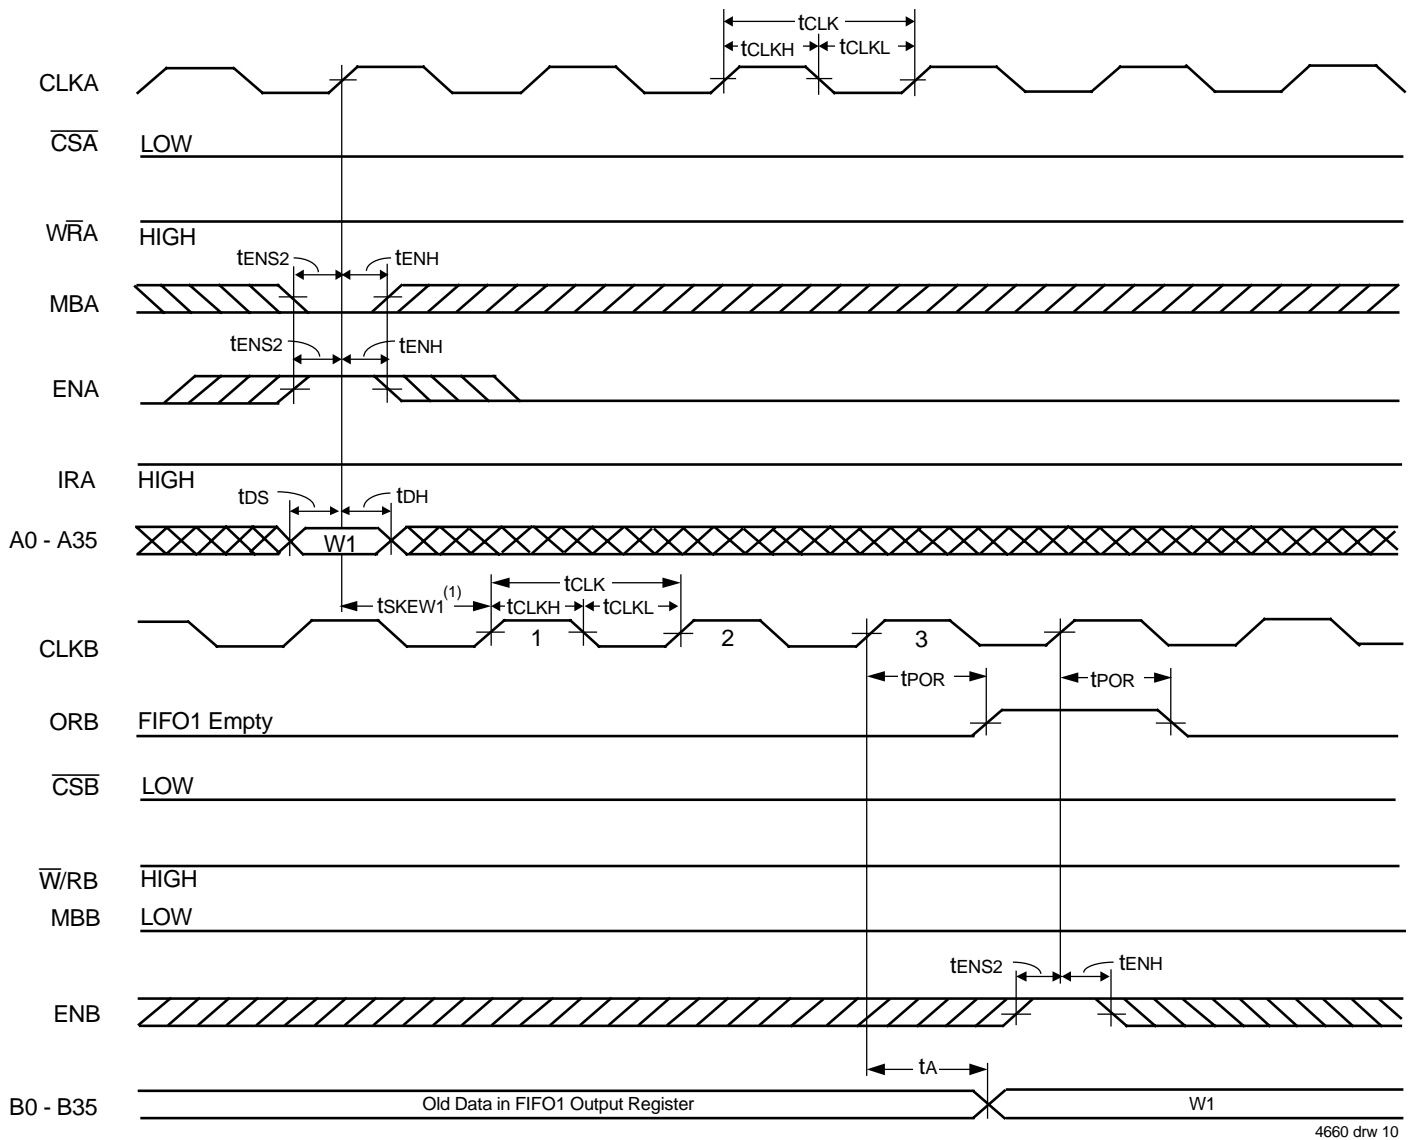 tCLK
tCLKH tCLKL
CLKA
CSA LOW
WRA HIGH
tENS2 tENH
MBA
tENS2 tENH
ENA
IRA HIGH
tDS tDH
A0 - A35 W1
tCLK
tSKEW1(1) tCLKH tCLKL
CLKB 1 2 3
tPOR tPOR
ORB FIFO1 Empty
CSB LOW
W/RB HIGH
MBB LOW
tENS2 tENH
ENB
tA
B0 - B35 Old Data in FIFO1 Output Register W1
4660 drw 10